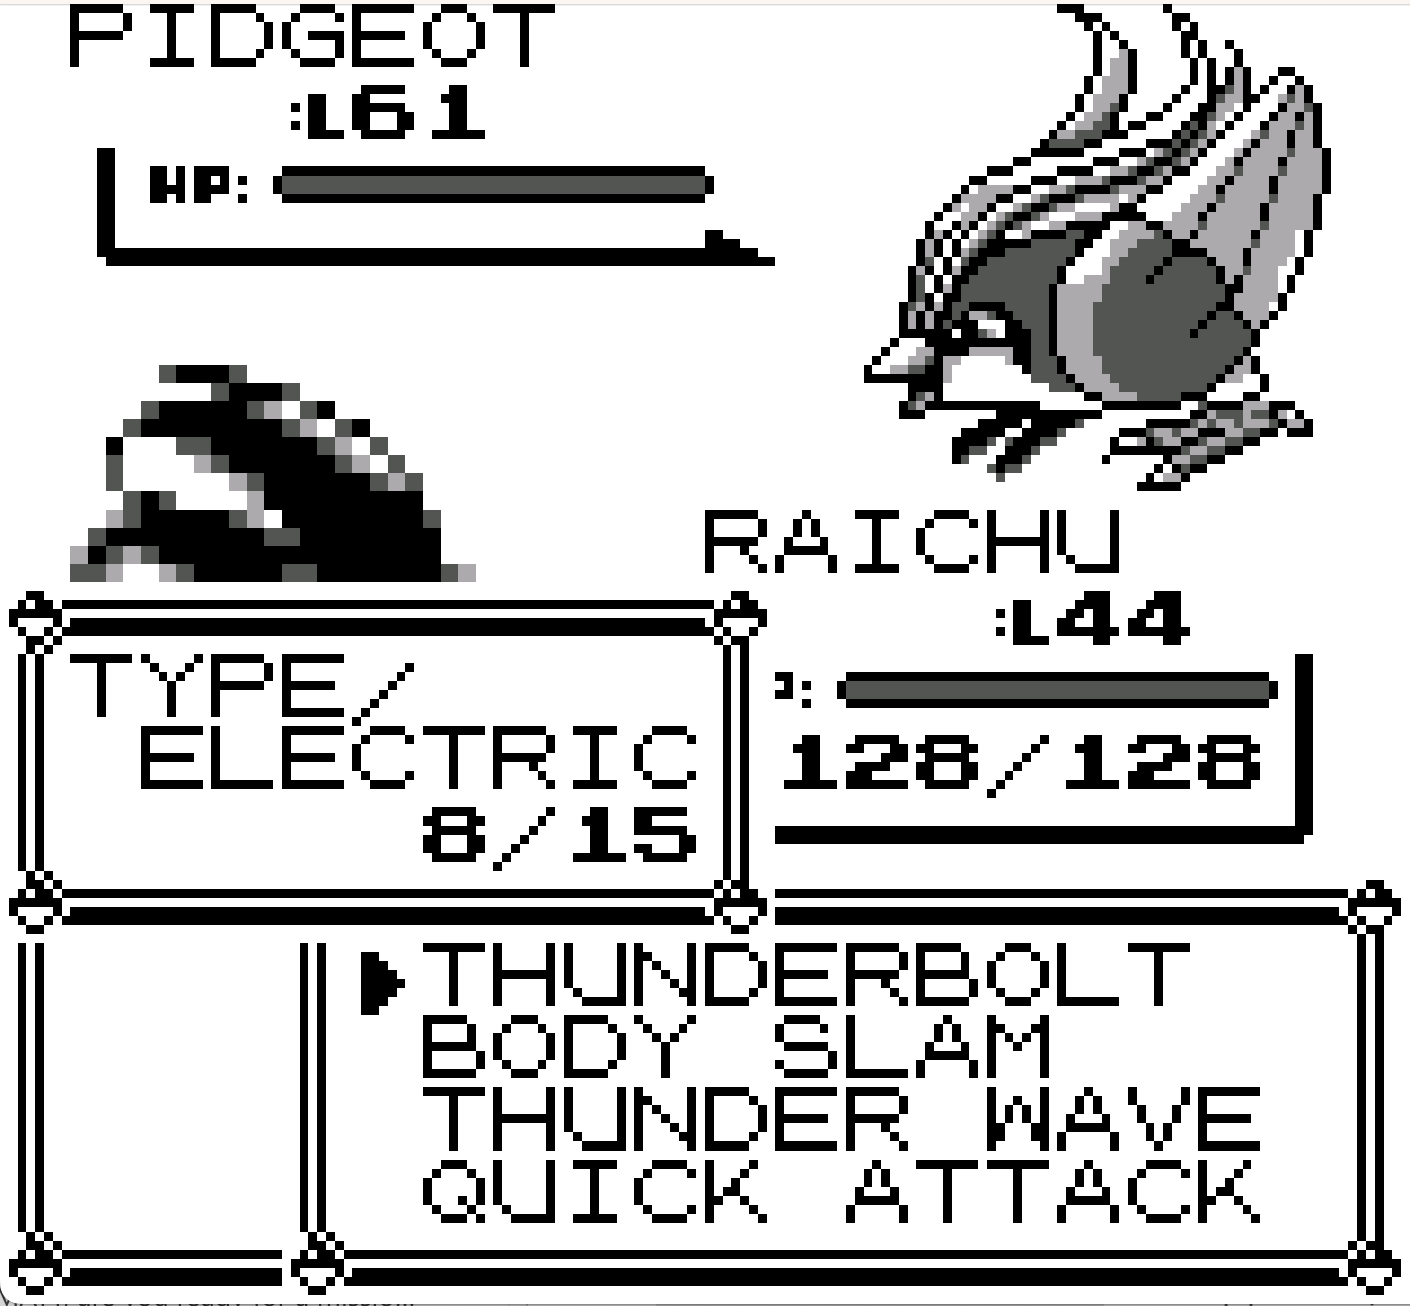 PIDGEOT
:L61
HP:
RAICHU
:L44
128/128
TYPE/
ELECTRIC
8/15
THUNDERBOLT
BODY SLAM
THUNDER WAVE
QUICK ATTACK